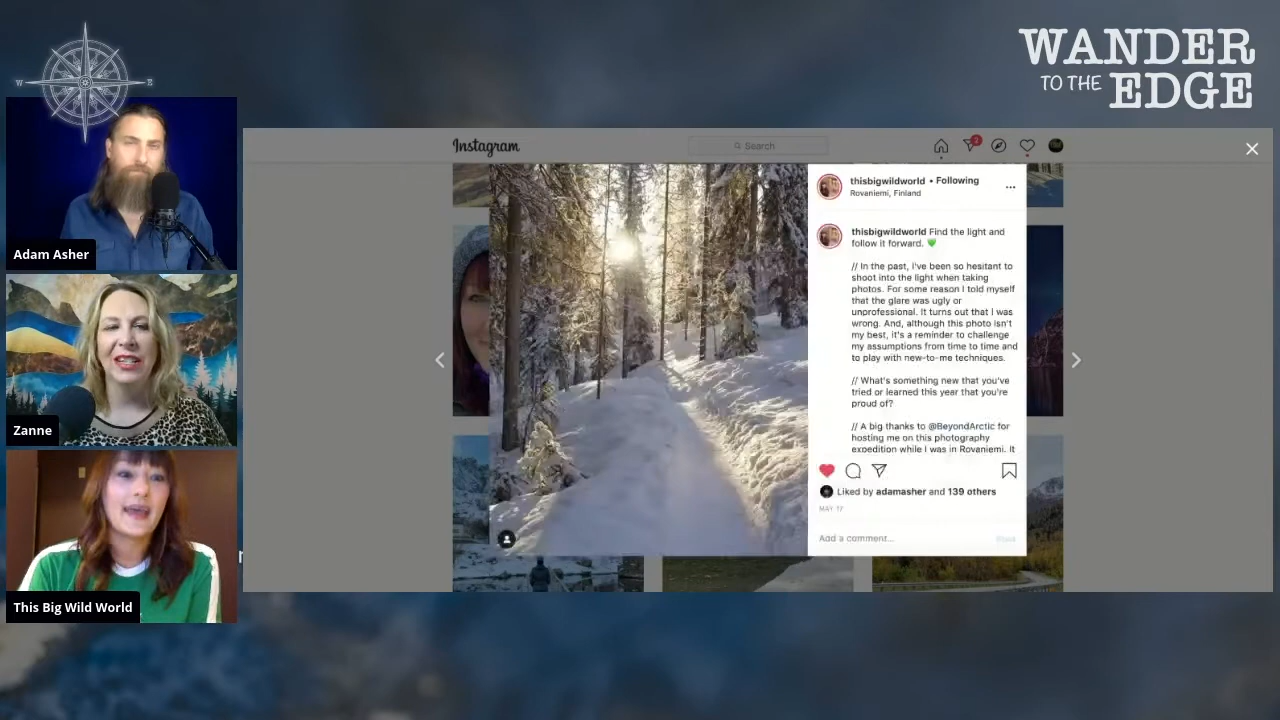 W E
WANDER
TO THE EDGE
Adam Asher
Zanne
This Big Wild World
Instagram
Search
2
thisbigwildworld • Following
Rovaniemi, Finland
thisbigwildworld Find the light and
follow it forward. 💚
// In the past, I've been so hesitant to
shoot into the light when taking
photos. For some reason I told myself
that the glare was ugly or
unprofessional. It turns out that I was
wrong. And, although this photo isn't
my best, it's a reminder to challenge
my assumptions from time to time and
to play with new-to-me techniques.
// What's something new that you've
tried or learned this year that you're
proud of?
// A big thanks to @BeyondArctic for
hosting me on this photography
expedition while I was in Rovaniemi. It
Liked by adamasher and 139 others
MAY 17
Add a comment...
Post